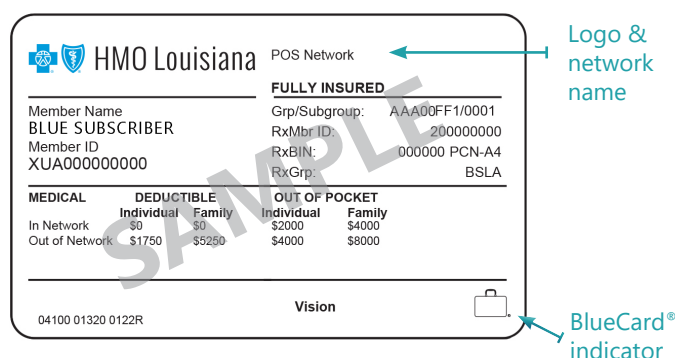 HMO Louisiana
POS Network
Logo &
network
name
FULLY INSURED
Member Name
BLUE SUBSCRIBER
Member ID
XUA000000000
Grp/Subgroup: AAA00FF1/0001
RxMbr ID: 200000000
RxBIN: 000000 PCN-A4
RxGrp: BSLA
SAMPLE
MEDICAL DEDUCTIBLE OUT OF POCKET
Individual Family Individual Family
In Network $0 $0 $2000 $4000
Out of Network $1750 $5250 $4000 $8000
Vision
04100 01320 0122R
BlueCard®
indicator